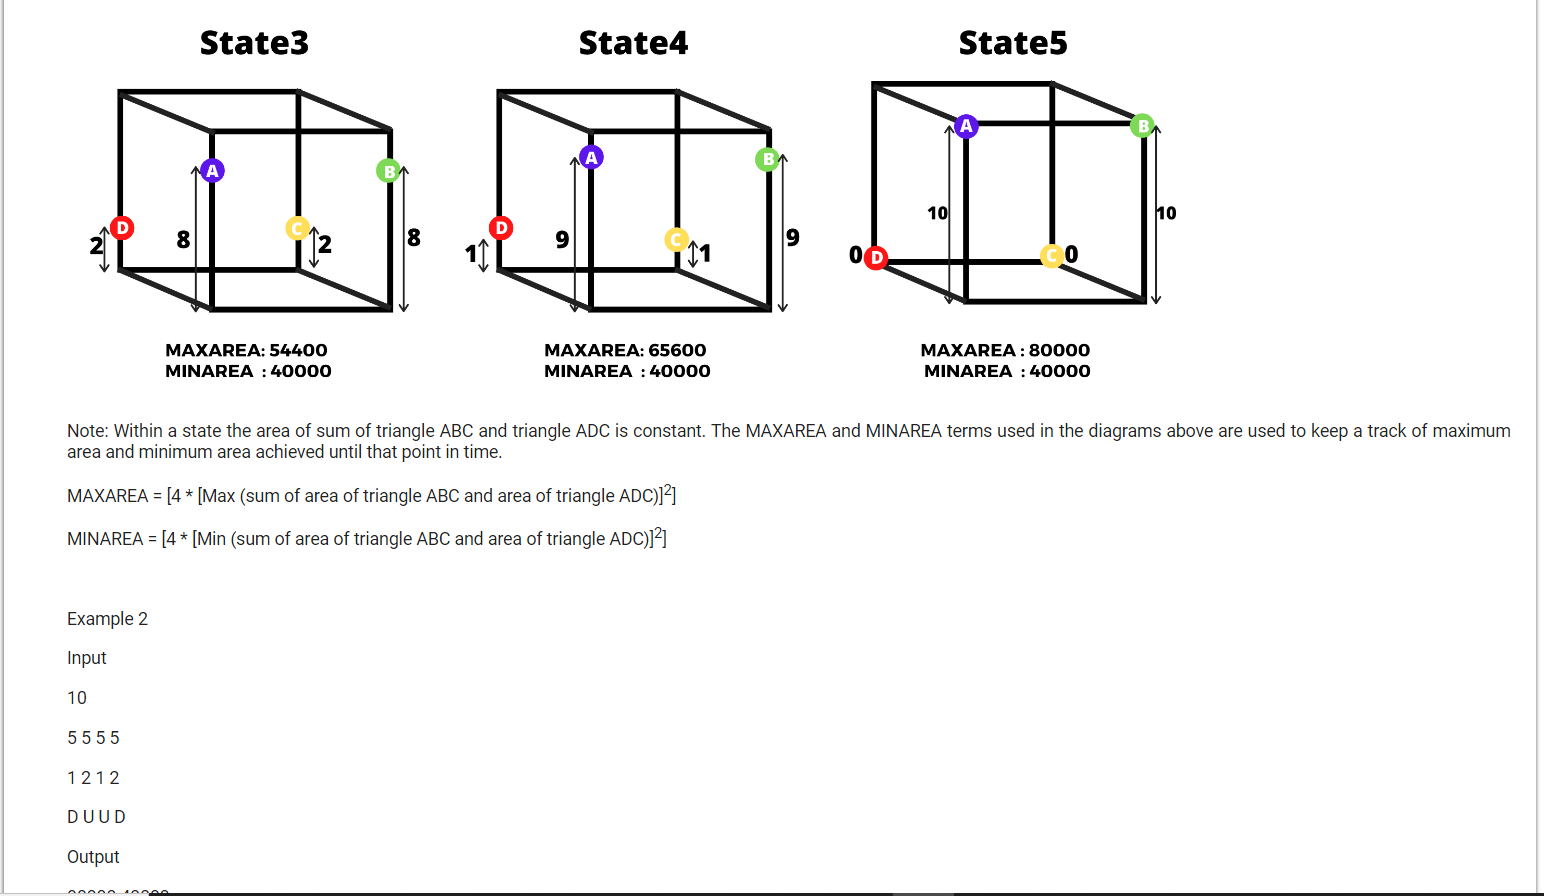 State3 State4 State5
A B D C 2 8 2 8
A B D C 1 9 1 9
A B 10 10 0 D C 0
MAXAREA: 54400 MAXAREA: 65600 MAXAREA : 80000
MINAREA : 40000 MINAREA : 40000 MINAREA : 40000
Note: Within a state the area of sum of triangle ABC and triangle ADC is constant. The MAXAREA and MINAREA terms used in the diagrams above are used to keep a track of maximum
area and minimum area achieved until that point in time.
MAXAREA = [4 * [Max (sum of area of triangle ABC and area of triangle ADC)]²]
MINAREA = [4 * [Min (sum of area of triangle ABC and area of triangle ADC)]²]
Example 2
Input
10
5 5 5 5
1 2 1 2
D U U D
Output